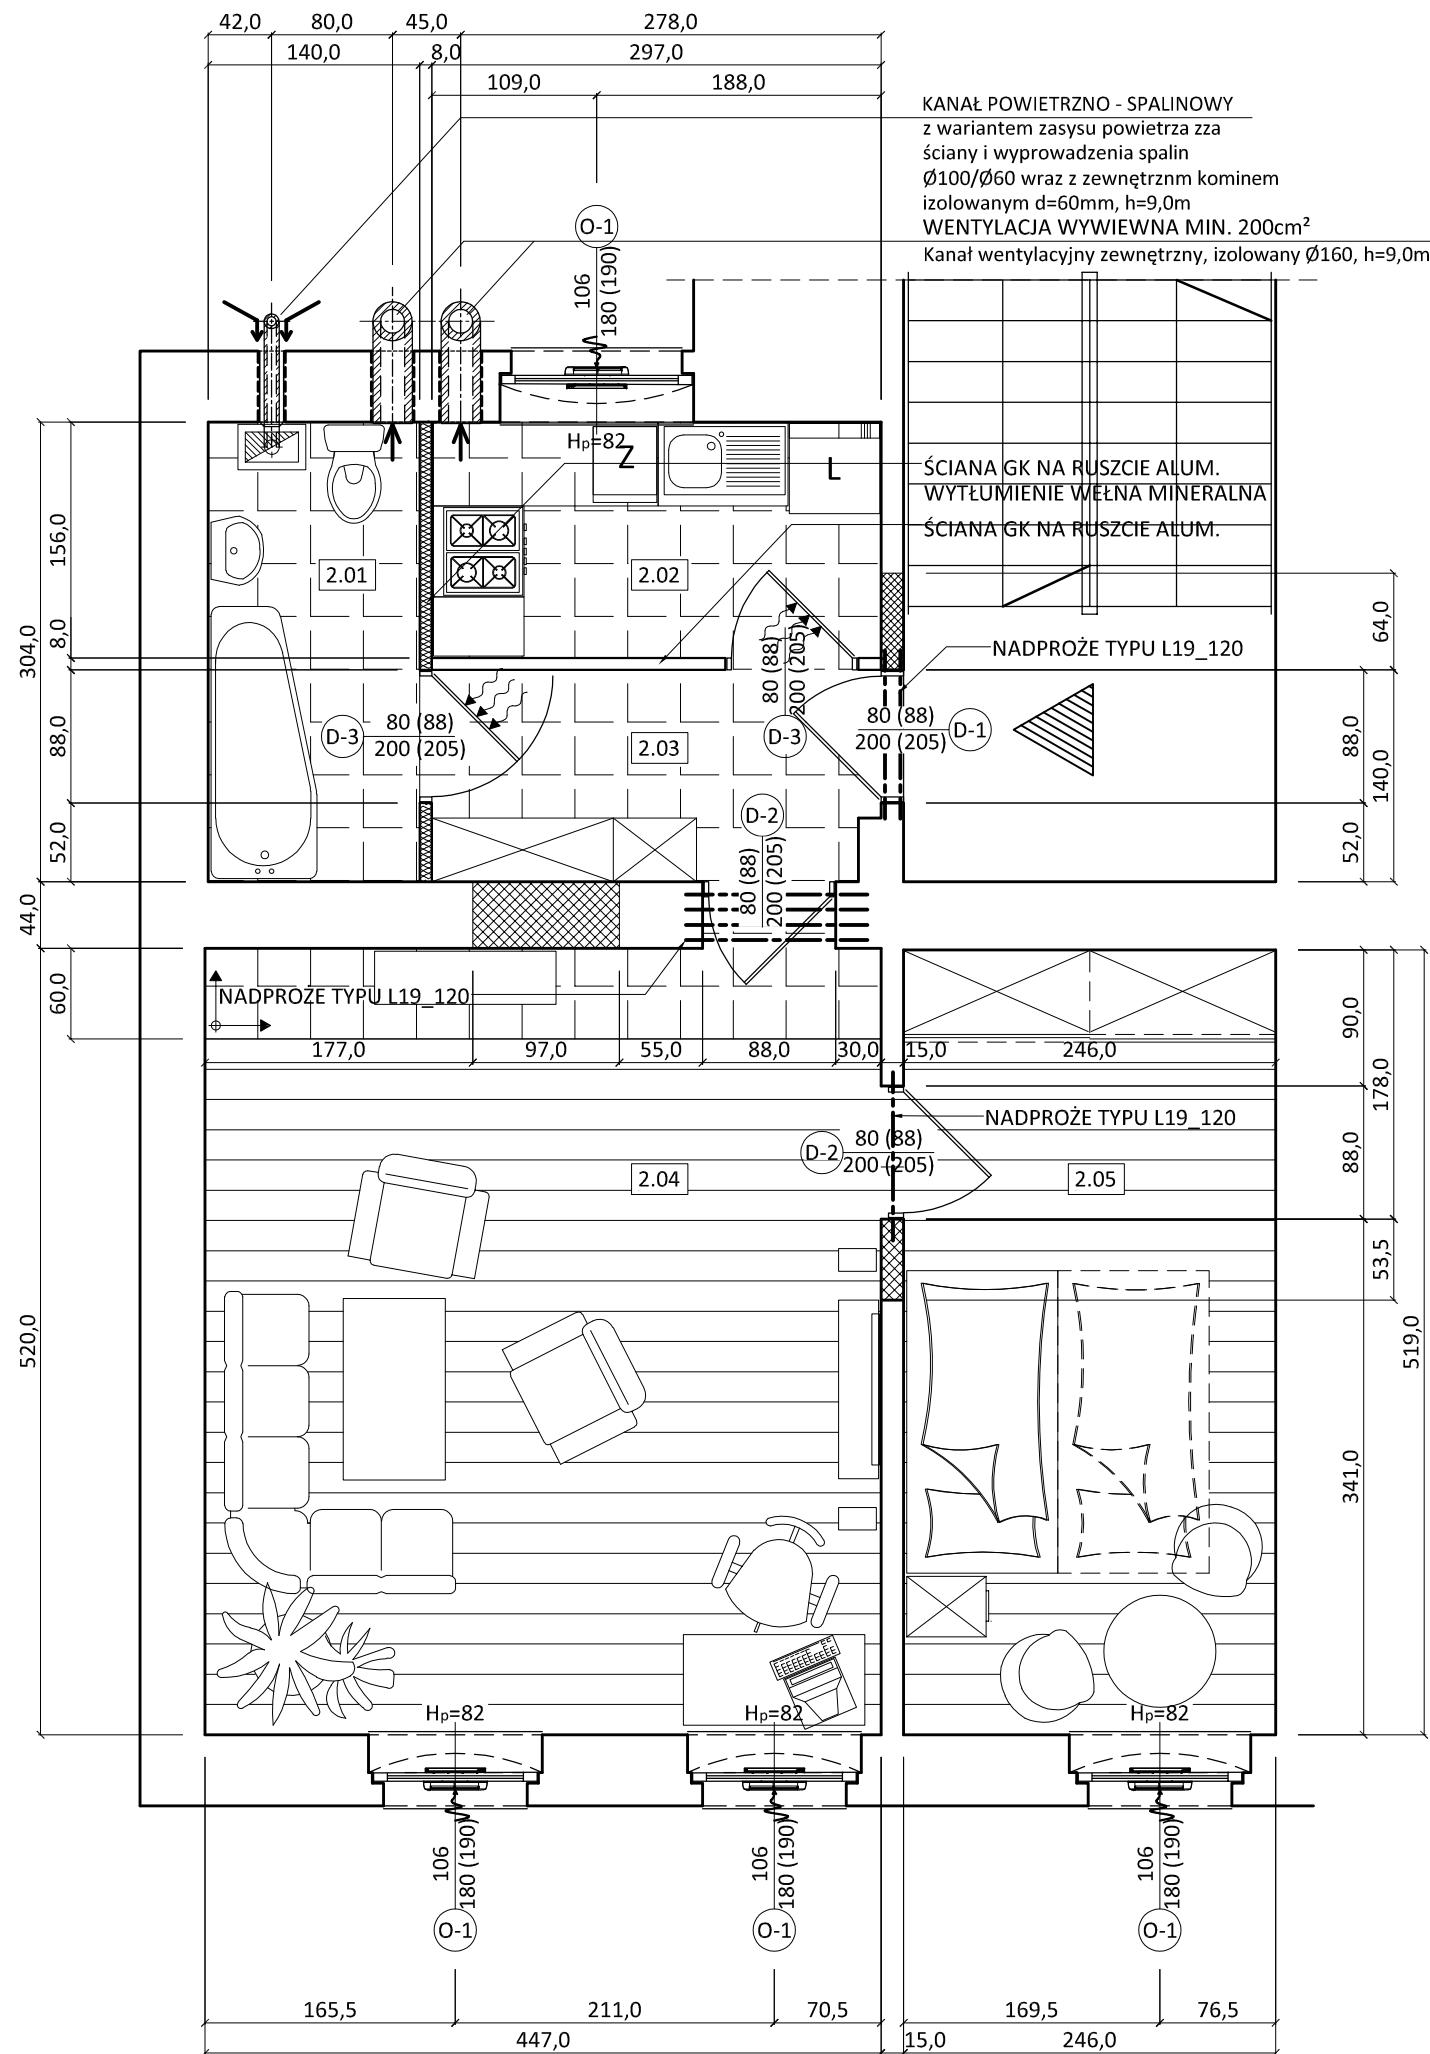 42,0 80,0 45,0 278,0
140,0 8,0 297,0
109,0 188,0
KANAŁ POWIETRZNO - SPALINOWY
z wariantem zasysu powietrza zza
ściany i wyprowadzenia spalin
Ø100/Ø60 wraz z zewnętrznm kominem
izolowanym d=60mm, h=9,0m
WENTYLACJA WYWIEWNA MIN. 200cm²
Kanał wentylacyjny zewnętrzny, izolowany Ø160, h=9,0m
O-1
106
180 (190)
Hp=82
Z
L
ŚCIANA GK NA RUSZCIE ALUM.
WYTŁUMIENIE WEŁNA MINERALNA
ŚCIANA GK NA RUSZCIE ALUM.
304,0
156,0
8,0
88,0
52,0
44,0
60,0
520,0
2.01
2.02
64,0
NADPROŻE TYPU L19_120
D-3
80 (88)
200 (205)
2.03
80 (88)
200 (205)
D-3
80 (88)
200 (205)
D-1
88,0
140,0
52,0
D-2
80 (88)
200 (205)
NADPROŻE TYPU L19_120
177,0 97,0 55,0 88,0 30,0 15,0 246,0
90,0
178,0
88,0
53,5
519,0
341,0
NADPROŻE TYPU L19_120
D-2
80 (88)
200 (205)
2.04
2.05
Hp=82 Hp=82 Hp=82
106
180 (190)
106
180 (190)
106
180 (190)
O-1 O-1 O-1
165,5 211,0 70,5 169,5 76,5
447,0 15,0 246,0